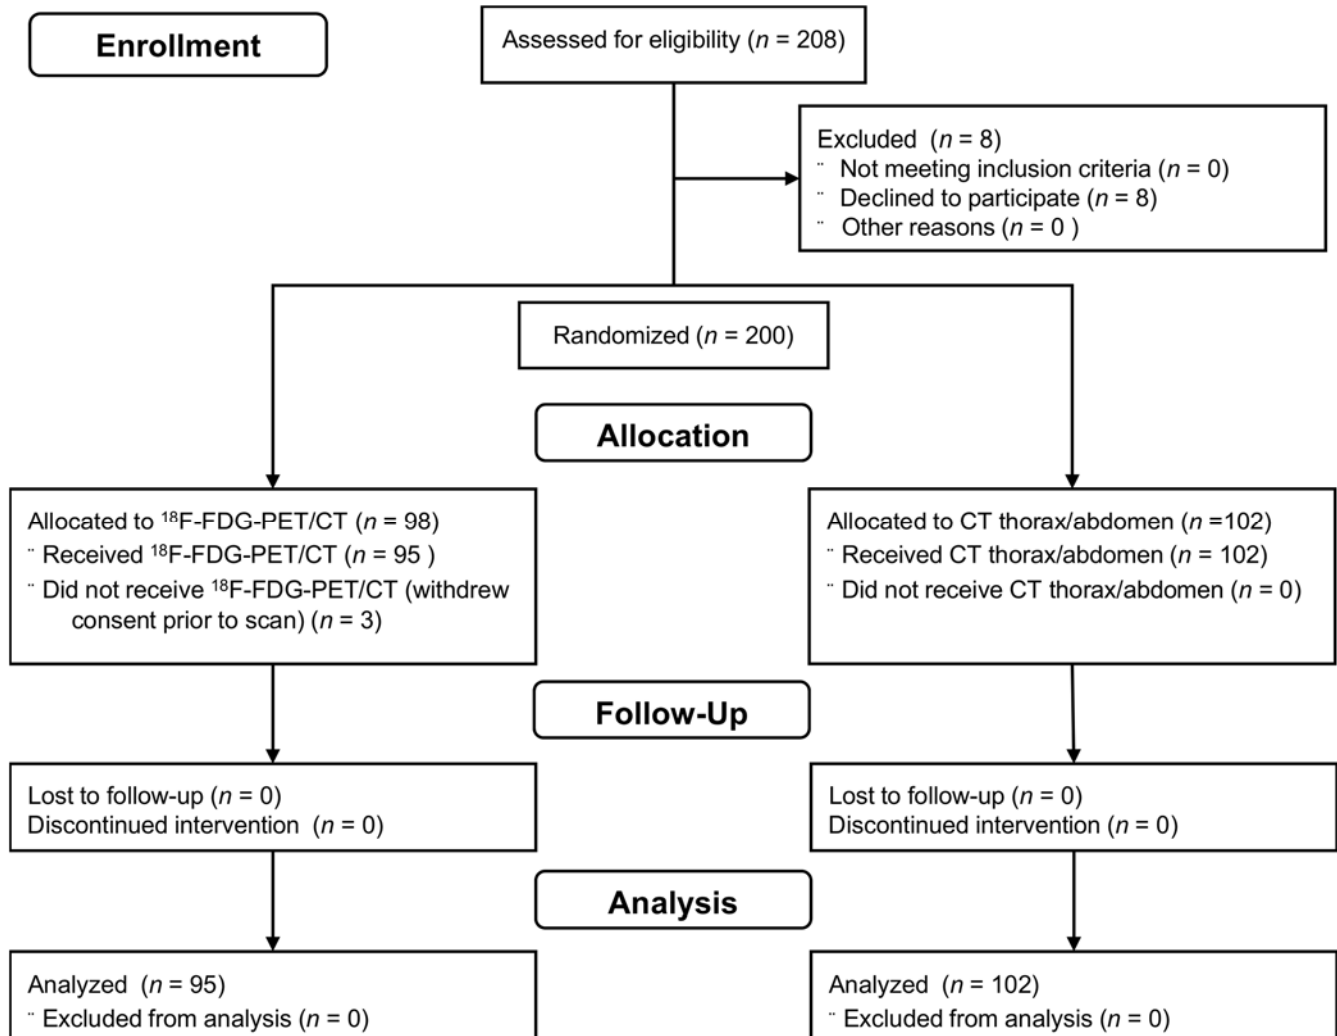 Enrollment
Assessed for eligibility (n = 208)
Excluded (n = 8)
¨ Not meeting inclusion criteria (n = 0)
¨ Declined to participate (n = 8)
¨ Other reasons (n = 0 )
Randomized (n = 200)
Allocation
Allocated to ¹⁸F-FDG-PET/CT (n = 98)
¨ Received ¹⁸F-FDG-PET/CT (n = 95 )
¨ Did not receive ¹⁸F-FDG-PET/CT (withdrew
consent prior to scan) (n = 3)
Allocated to CT thorax/abdomen (n =102)
¨ Received CT thorax/abdomen (n = 102)
¨ Did not receive CT thorax/abdomen (n = 0)
Follow-Up
Lost to follow-up (n = 0)
Discontinued intervention (n = 0)
Lost to follow-up (n = 0)
Discontinued intervention (n = 0)
Analysis
Analyzed (n = 95)
¨ Excluded from analysis (n = 0)
Analyzed (n = 102)
¨ Excluded from analysis (n = 0)